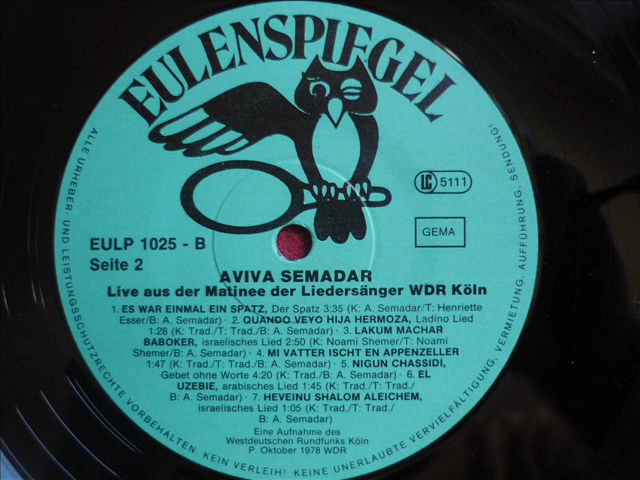 EULENSPIEGEL
LC 5111
GEMA
EULP 1025 - B
Seite 2
AVIVA SEMADAR
Live aus der Matinee der Liedersänger WDR Köln
1. ES WAR EINMAL EIN SPATZ, Der Spatz 3:35 (K: A. Semadar/T: Henriette
Esser/B: A. Semadar) · 2. QUANDO VEYO HIJA HERMOZA, Ladino Lied
1:28 (K: Trad./T: Trad./B: A. Semadar) · 3. LAKUM MACHAR
BABOKER, israelisches Lied 2:50 (K: Noami Shemer/T: Noami
Shemer/B: A. Semadar) · 4. MI VATTER ISCHT EN APPENZELLER
1:47 (K: Trad./T: Trad./B: A. Semadar) · 5. NIGUN CHASSIDI,
Gebet ohne Worte 4:20 (K: Trad./B: A. Semadar) · 6. EL
UZEBIE, arabisches Lied 1:45 (K: Trad./T: Trad./
B: A. Semadar) · 7. HEVEINU SHALOM ALEICHEM,
israelisches Lied 1:05 (K: Trad./T: Trad./
B: A. Semadar)
Eine Aufnahme des
Westdeutschen Rundfunks Köln
P. Oktober 1978 WDR
ALLE URHEBER- UND LEISTUNGSSCHUTZRECHTE VORBEHALTEN. KEIN VERLEIH! KEINE UNERLAUBTE VERVIELFÄLTIGUNG, VERMIETUNG, AUFFÜHRUNG, SENDUNG!